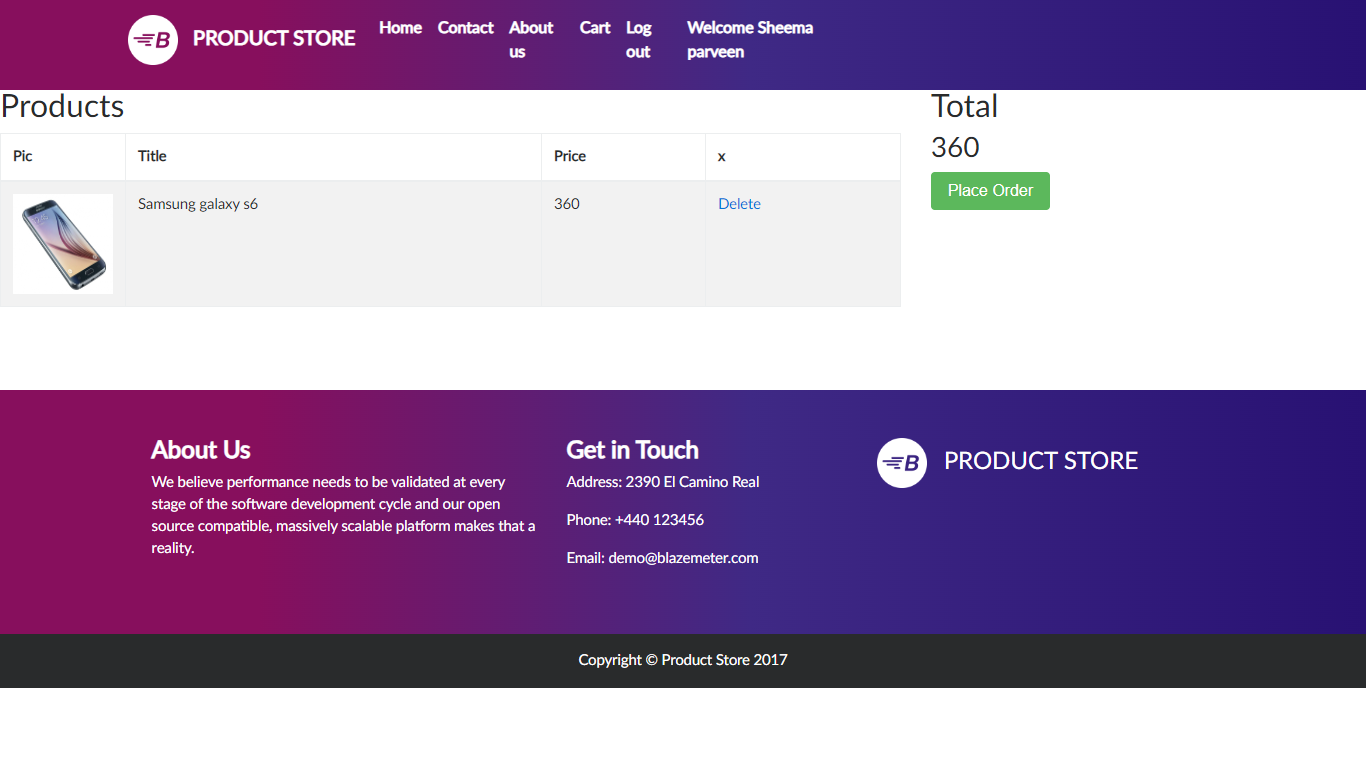 B PRODUCT STORE Home Contact About us Cart Log out Welcome Sheema parveen
Products
Total
360
Place Order
Pic Title Price x
Samsung galaxy s6 360 Delete
About Us
We believe performance needs to be validated at every
stage of the software development cycle and our open
source compatible, massively scalable platform makes that a
reality.
Get in Touch
Address: 2390 El Camino Real
Phone: +440 123456
Email: demo@blazemeter.com
B PRODUCT STORE
Copyright © Product Store 2017